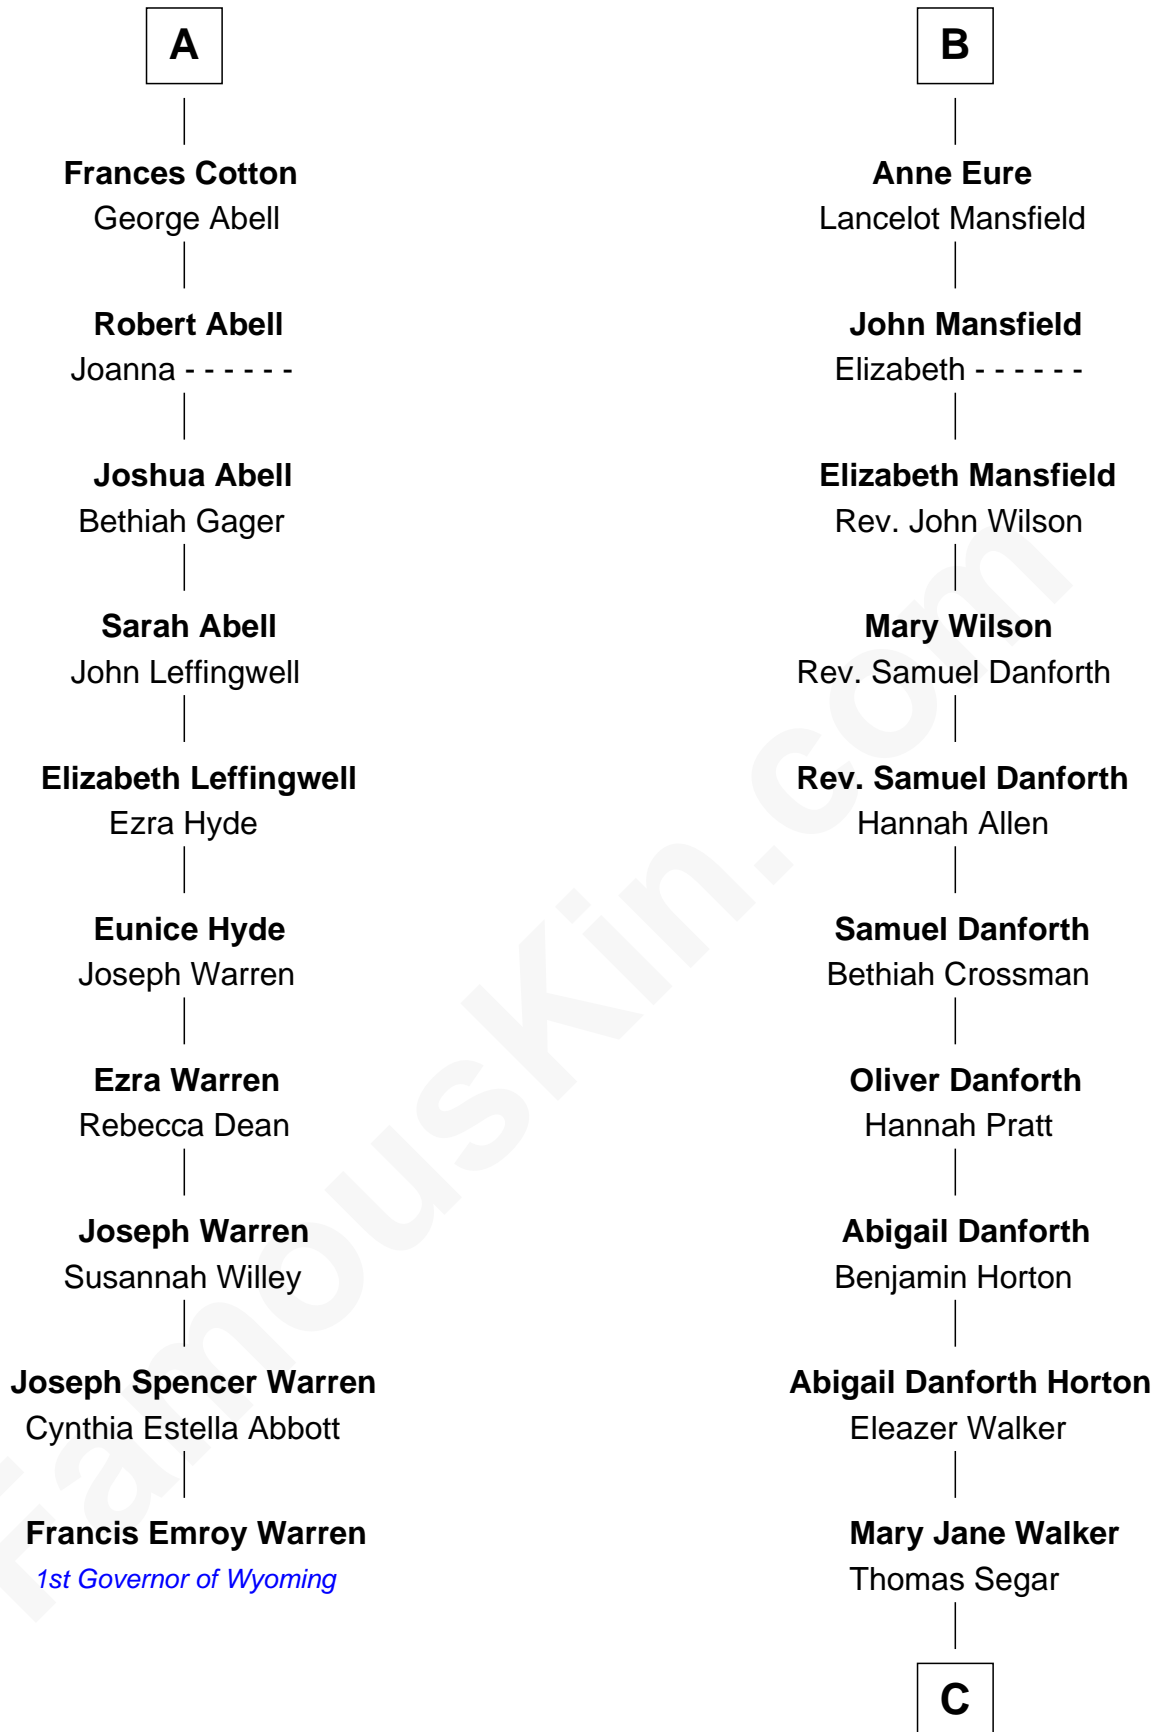 A
Frances Cotton
George Abell
Robert Abell
Joanna - - - - - -
Joshua Abell
Bethiah Gager
Sarah Abell
John Leffingwell
Elizabeth Leffingwell
Ezra Hyde
Eunice Hyde
Joseph Warren
Ezra Warren
Rebecca Dean
Joseph Warren
Susannah Willey
Joseph Spencer Warren
Cynthia Estella Abbott
Francis Emroy Warren
1st Governor of Wyoming
B
Anne Eure
Lancelot Mansfield
John Mansfield
Elizabeth - - - - - -
Elizabeth Mansfield
Rev. John Wilson
Mary Wilson
Rev. Samuel Danforth
Rev. Samuel Danforth
Hannah Allen
Samuel Danforth
Bethiah Crossman
Oliver Danforth
Hannah Pratt
Abigail Danforth
Benjamin Horton
Abigail Danforth Horton
Eleazer Walker
Mary Jane Walker
Thomas Segar
C
FamousKin.com